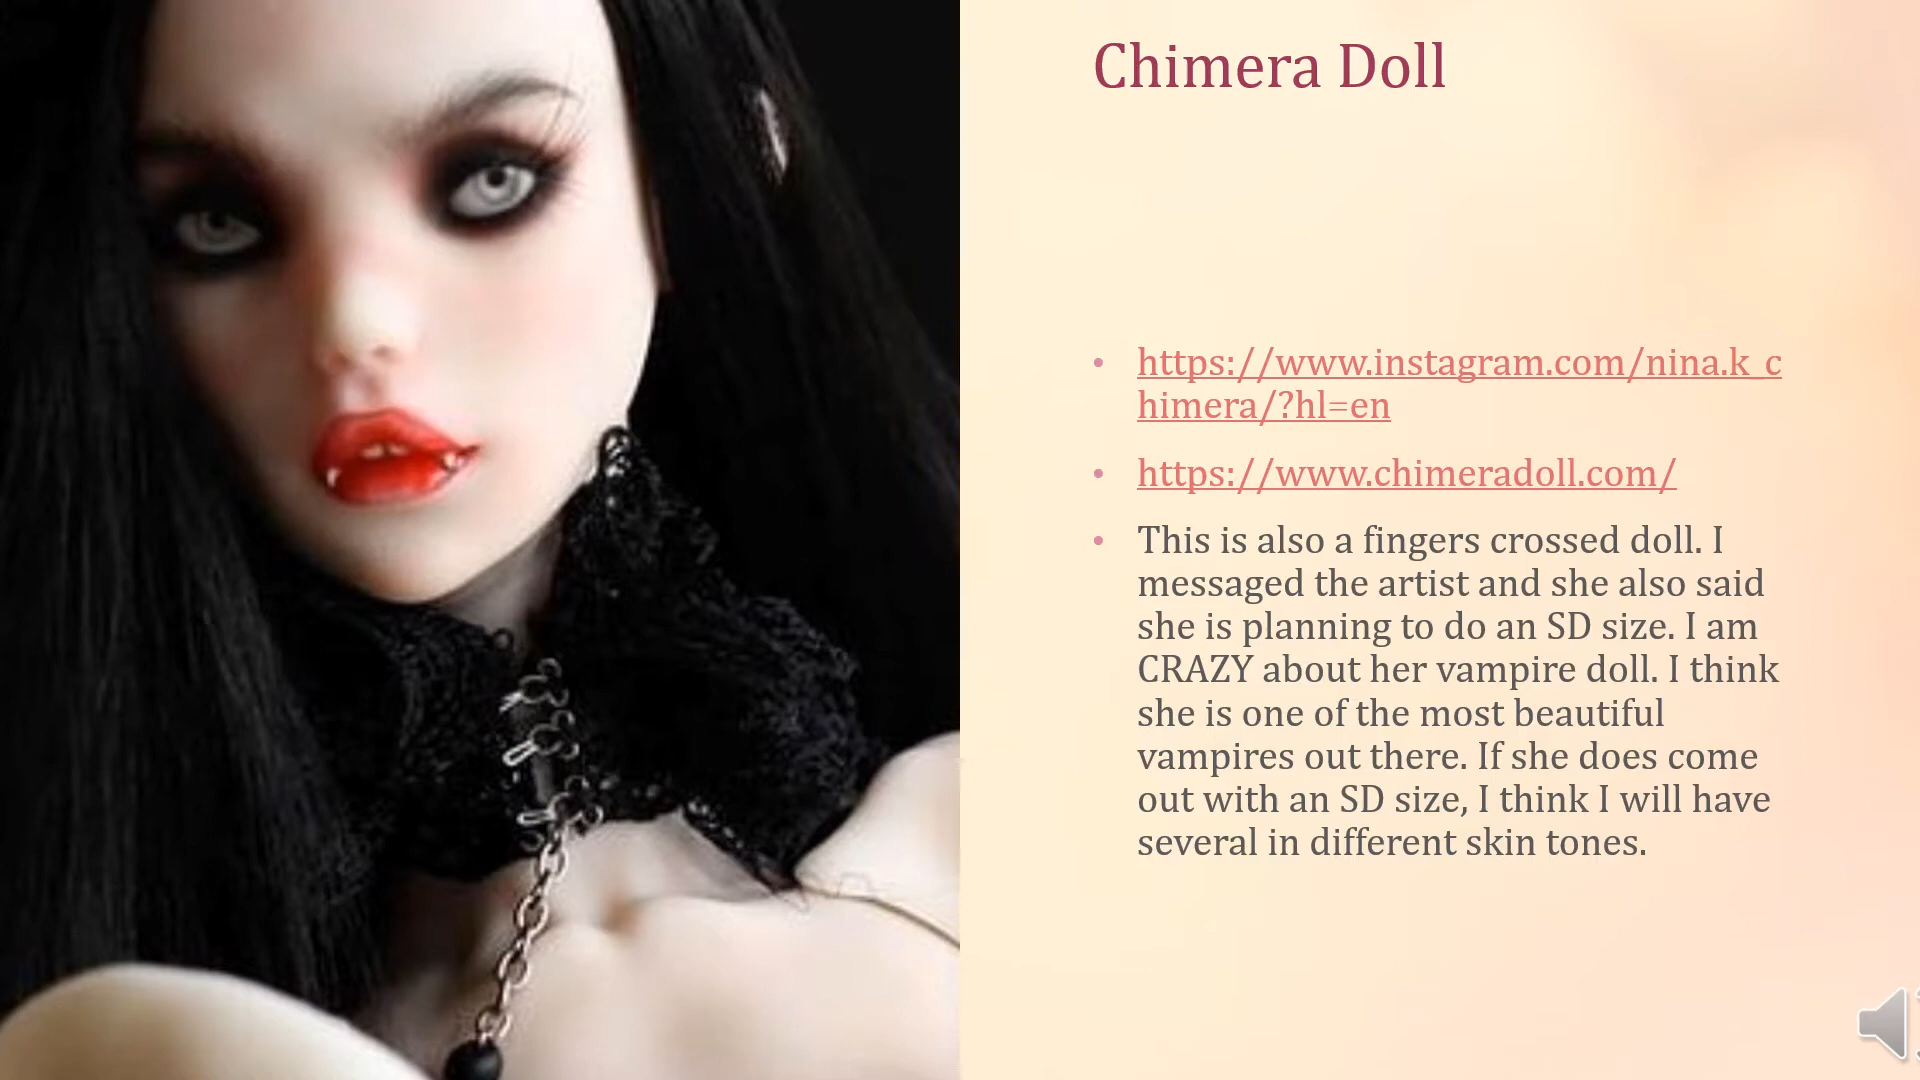 Chimera Doll
https://www.instagram.com/nina.k_c
himera/?hl=en
https://www.chimeradoll.com/
This is also a fingers crossed doll. I
messaged the artist and she also said
she is planning to do an SD size. I am
CRAZY about her vampire doll. I think
she is one of the most beautiful
vampires out there. If she does come
out with an SD size, I think I will have
several in different skin tones.